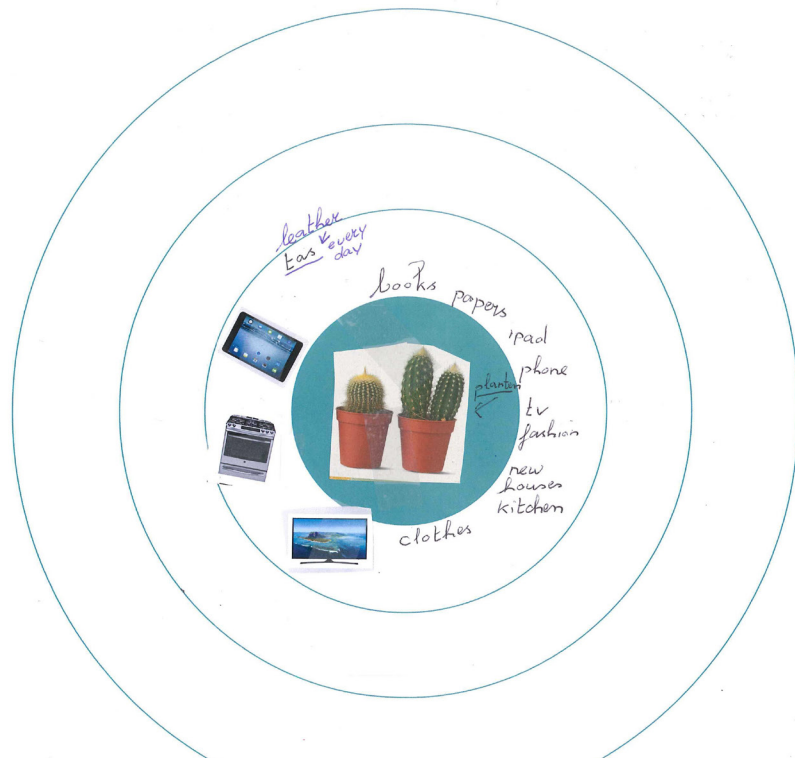 leather
tas every
day
books
papers
ipad
phone
planten
tv
fashion
new
houses
kitchen
clothes